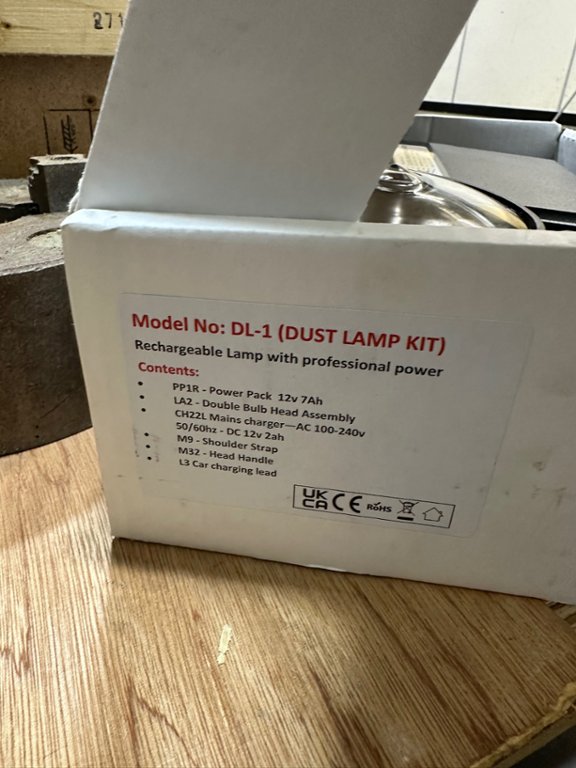 271
Model No: DL-1 (DUST LAMP KIT)
Rechargeable Lamp with professional power
Contents:
• PP1R - Power Pack 12v 7Ah
• LA2 - Double Bulb Head Assembly
• CH22L Mains charger—AC 100-240v
50/60hz - DC 12v 2ah
• M9 - Shoulder Strap
• M32 - Head Handle
• L3 Car charging lead
UK
CA CE RoHS